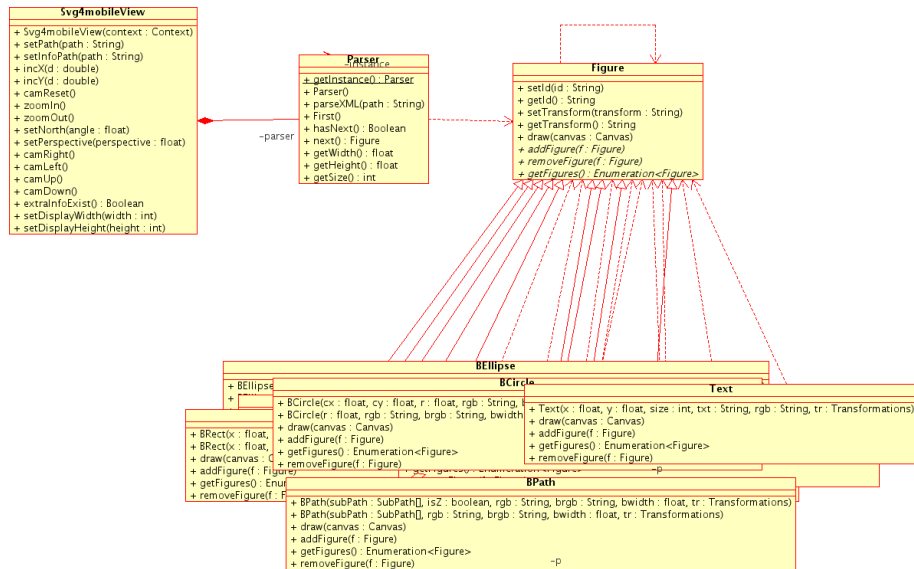 Svg4mobileView
+ Svg4mobileView(context : Context)
+ setPath(path : String)
+ setInfoPath(path : String)
+ incX(d : double)
+ incY(d : double)
+ camReset()
+ zoomIn()
+ zoomOut()
+ setNorth(angle : float)
+ setPerspective(perspective : float)
+ camRight()
+ camLeft()
+ camUp()
+ camDown()
+ extraInfoExist() : Boolean
+ setDisplayWidth(width : int)
+ setDisplayHeight(height : int)
-parser
Parser
-instance
+ getInstance() : Parser
+ Parser()
+ parseXML(path : String)
+ First()
+ hasNext() : Boolean
+ next() : Figure
+ getWidth() : float
+ getHeight() : float
+ getSize() : int
Figure
+ setId(id : String)
+ getId() : String
+ setTransform(transform : String)
+ getTransform() : String
+ draw(canvas : Canvas)
+ addFigure(f : Figure)
+ removeFigure(f : Figure)
+ getFigures() : Enumeration<Figure>
BEllipse
+ BEllipse
BCircle
+ BCircle(cx : float, cy : float, r : float, rgb : String,
+ BCircle(r : float, rgb : String, brgb : String, bwidth
+ draw(canvas : Canvas)
+ addFigure(f : Figure)
+ getFigures() : Enumeration<Figure>
+ removeFigure(f : Figure)
Text
+ Text(x : float, y : float, size : int, txt : String, rgb : String, tr : Transformations)
+ draw(canvas : Canvas)
+ addFigure(f : Figure)
+ getFigures() : Enumeration<Figure>
+ removeFigure(f : Figure)
+ BRect(x : float,
+ BRect(x : float,
+ draw(canvas :
+ addFigure(f : Figure)
+ getFigures() : Enu
+ removeFigure(f : F
-p
BPath
+ BPath(subPath : SubPath[], isZ : boolean, rgb : String, brgb : String, bwidth : float, tr : Transformations)
+ BPath(subPath : SubPath[], rgb : String, brgb : String, bwidth : float, tr : Transformations)
+ draw(canvas : Canvas)
+ addFigure(f : Figure)
+ getFigures() : Enumeration<Figure>
+ removeFigure(f : Figure)
-p